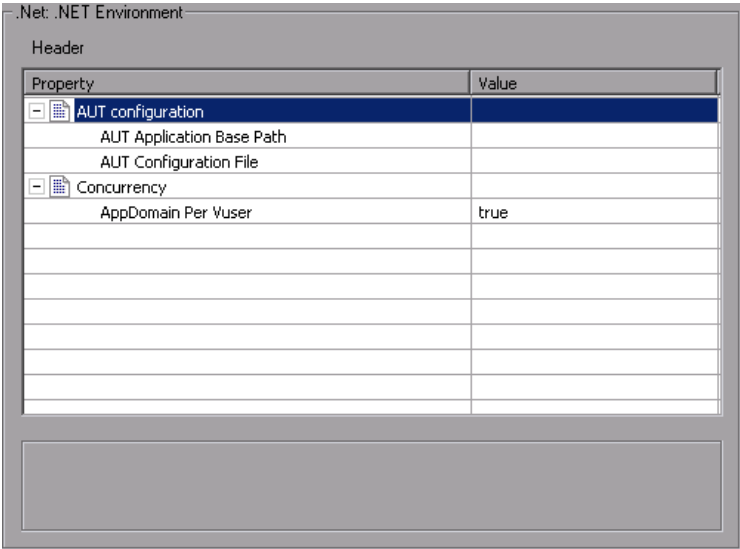 .Net: .NET Environment
Header
Property Value
AUT configuration
AUT Application Base Path
AUT Configuration File
Concurrency
AppDomain Per Vuser true